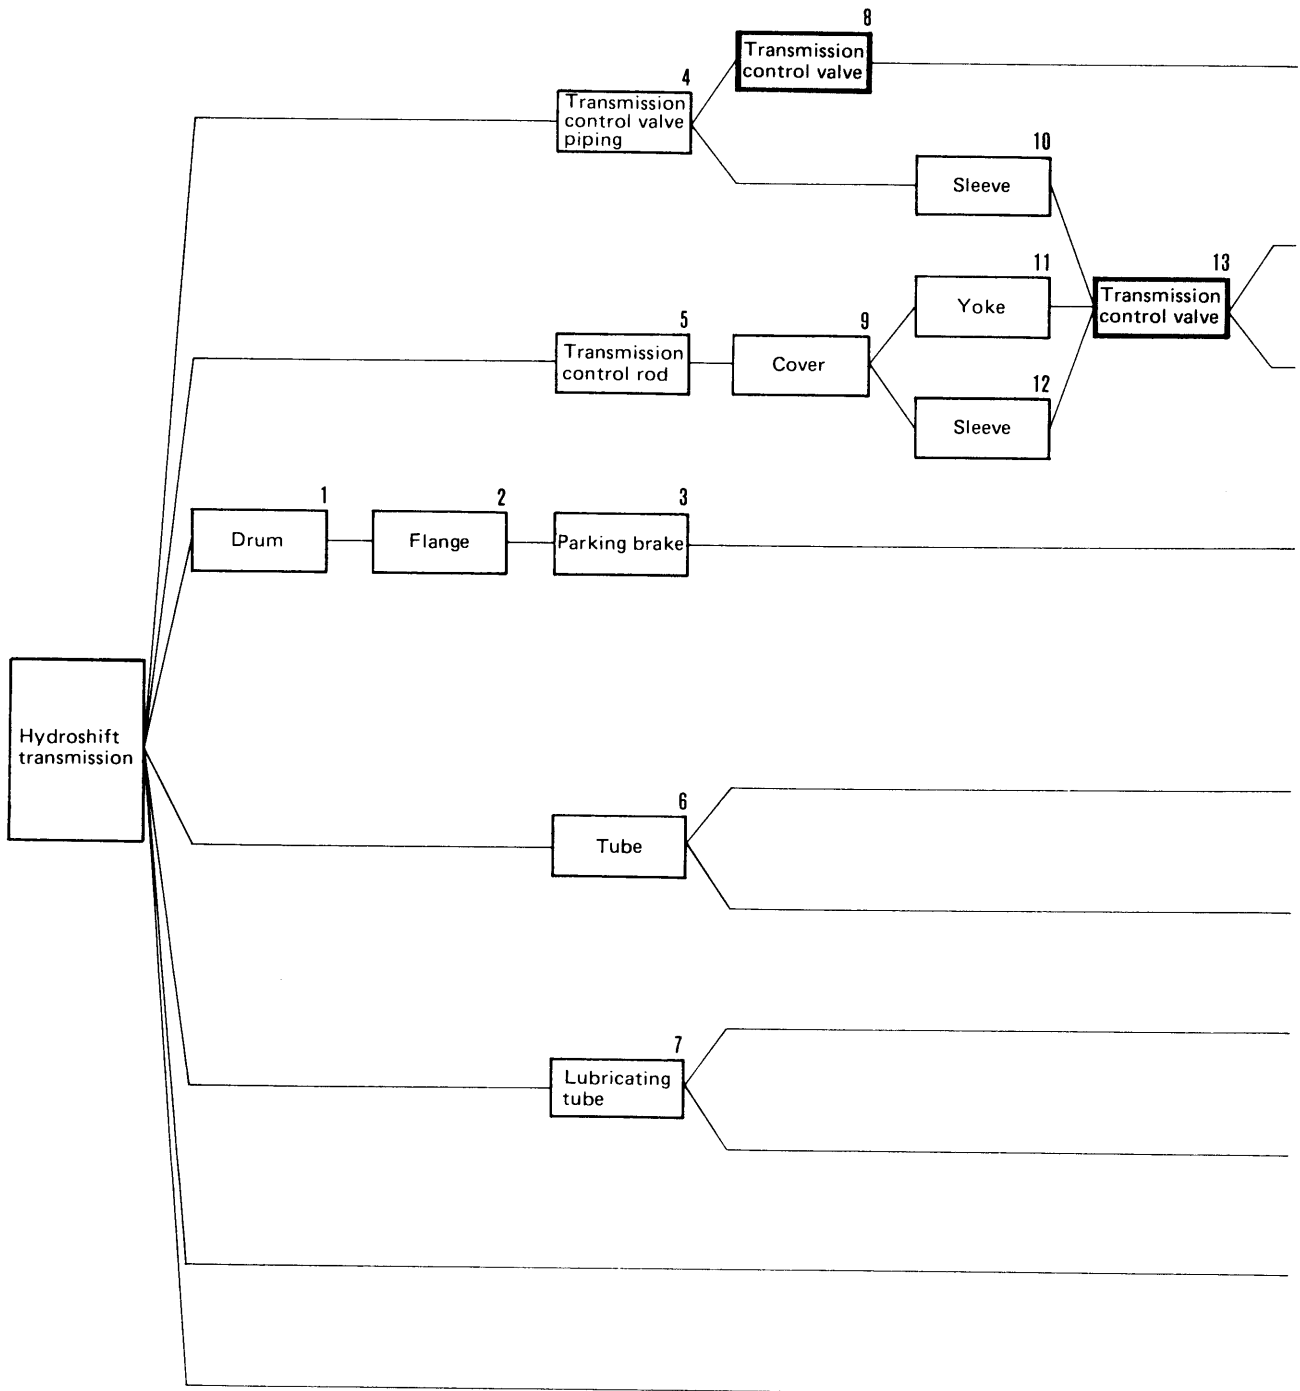 8
Transmission
control valve
4
Transmission
control valve
piping
10
Sleeve
11
Yoke
13
Transmission
control valve
5
Transmission
control rod
9
Cover
12
Sleeve
1
Drum
2
Flange
3
Parking brake
Hydroshift
transmission
6
Tube
7
Lubricating
tube